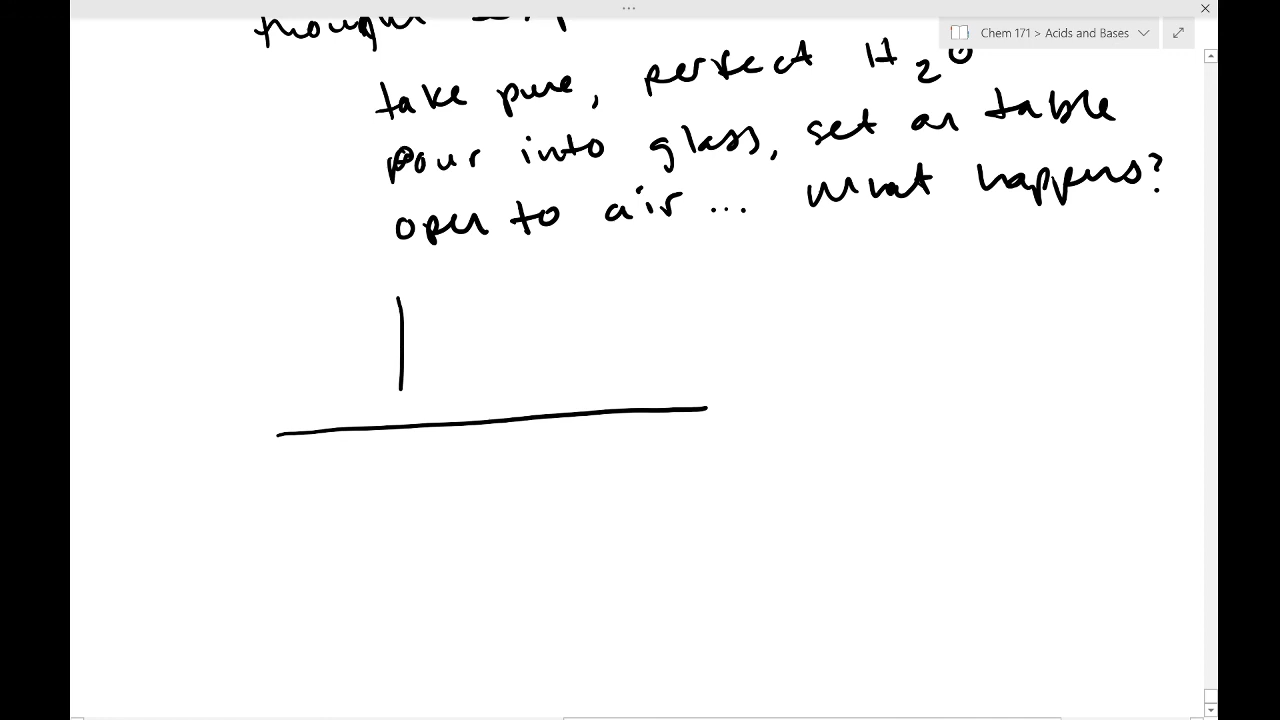 Chem 171 > Acids and Bases
thought
take pure, perfect H2O
Pour into glass, set on table
open to air ... What happens?